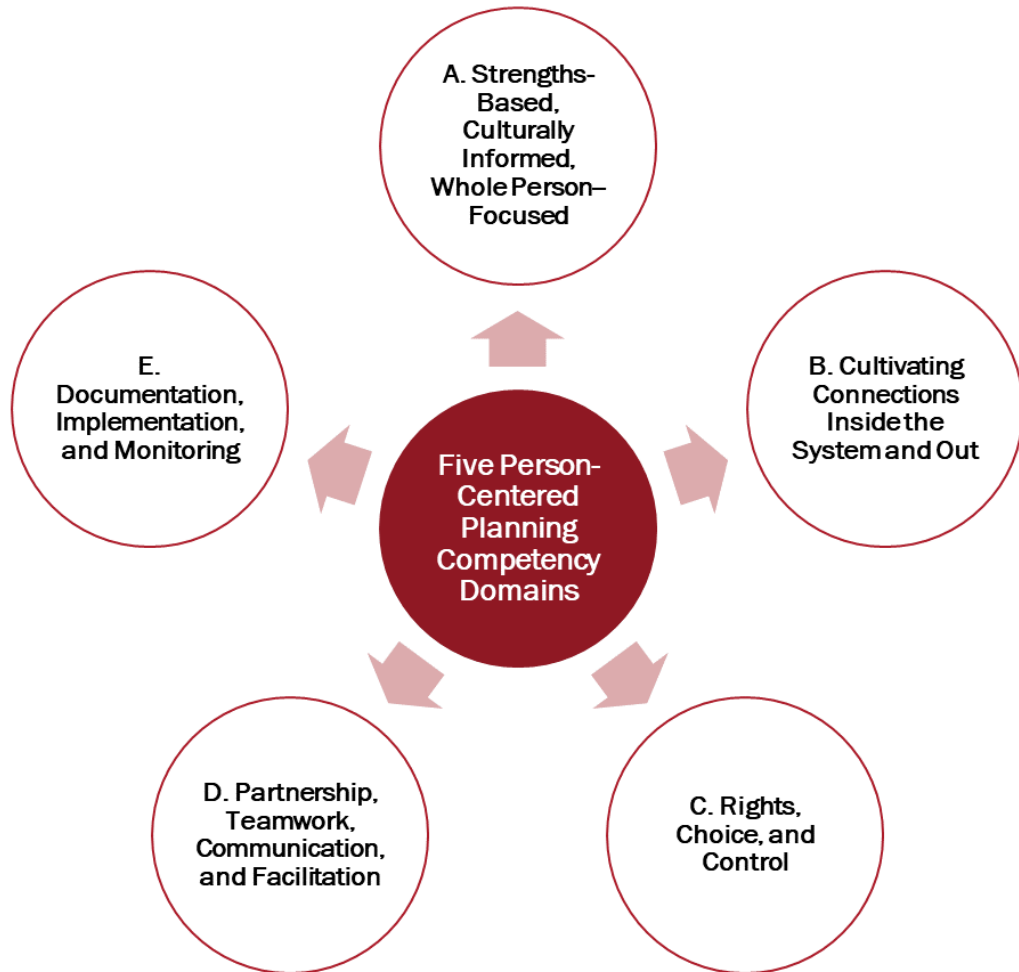 A. Strengths-
Based,
Culturally
Informed,
Whole Person–
Focused
B. Cultivating
Connections
Inside the
System and Out
C. Rights,
Choice, and
Control
D. Partnership,
Teamwork,
Communication,
and Facilitation
E.
Documentation,
Implementation,
and Monitoring
Five Person-
Centered
Planning
Competency
Domains